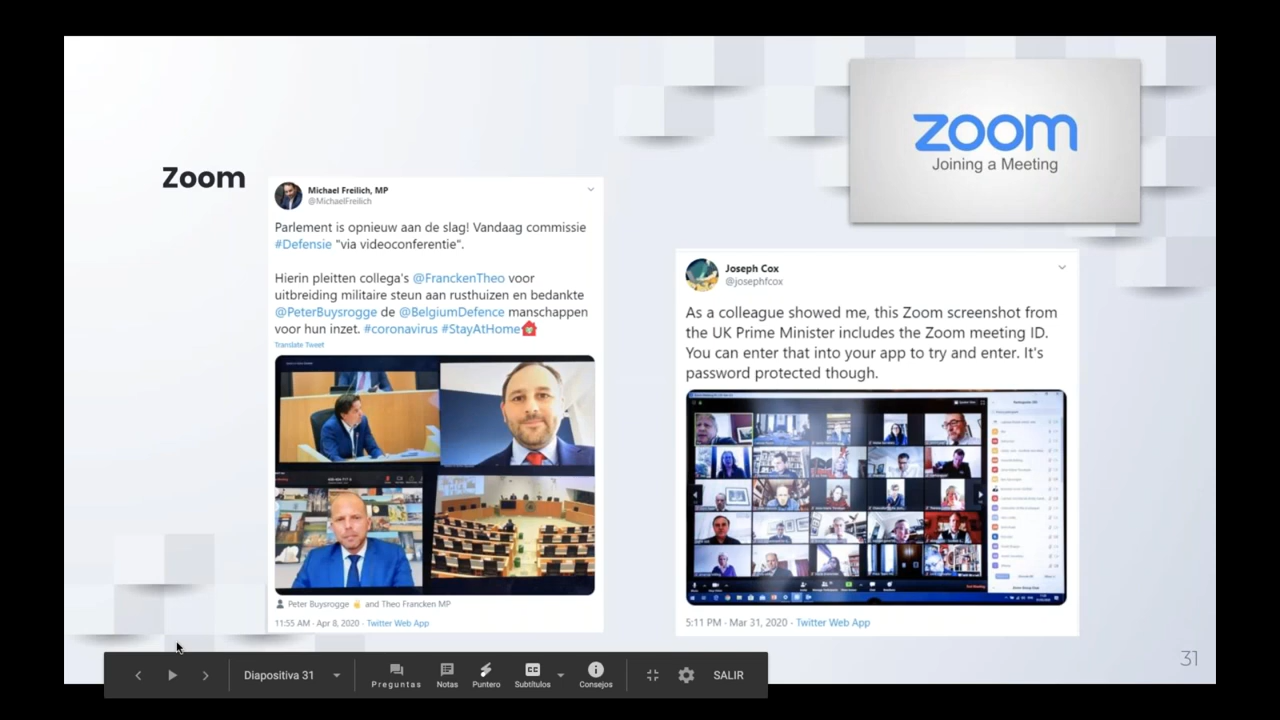 zoom
Joining a Meeting
Zoom
Michael Freilich, MP
@MichaelFreilich
Parlement is opnieuw aan de slag! Vandaag commissie
#Defensie "via videoconferentie".
Hierin pleitten collega's @FranckenTheo voor
uitbreiding militaire steun aan rusthuizen en bedankte
@PeterBuysrogge de @BelgiumDefence manschappen
voor hun inzet. #coronavirus #StayAtHome
Translate Tweet
Peter Buysrogge and Theo Francken MP
11:55 AM · Apr 8, 2020 · Twitter Web App
Joseph Cox
@josephfcox
As a colleague showed me, this Zoom screenshot from
the UK Prime Minister includes the Zoom meeting ID.
You can enter that into your app to try and enter. It's
password protected though.
5:11 PM · Mar 31, 2020 · Twitter Web App
31
Diapositiva 31
Preguntas
Notas
Puntero
Subtítulos
Consejos
SALIR